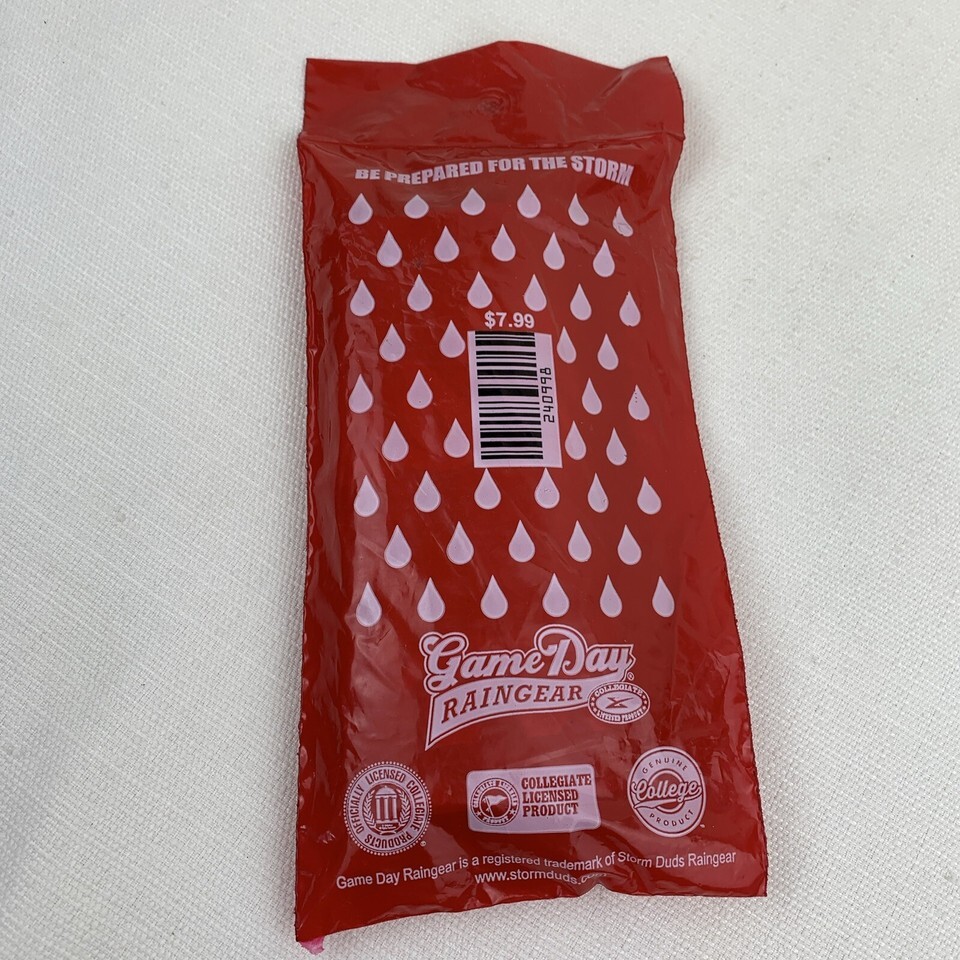 BE PREPARED FOR THE STORM
$7.99
240998
Game Day®
RAINGEAR
COLLEGIATE
LICENSED PRODUCT
OFFICIALLY LICENSED COLLEGIATE PRODUCTS
COLLEGIATE
LICENSED
PRODUCT
GENUINE
College
PRODUCT
Game Day Raingear is a registered trademark of Storm Duds Raingear
www.stormduds.